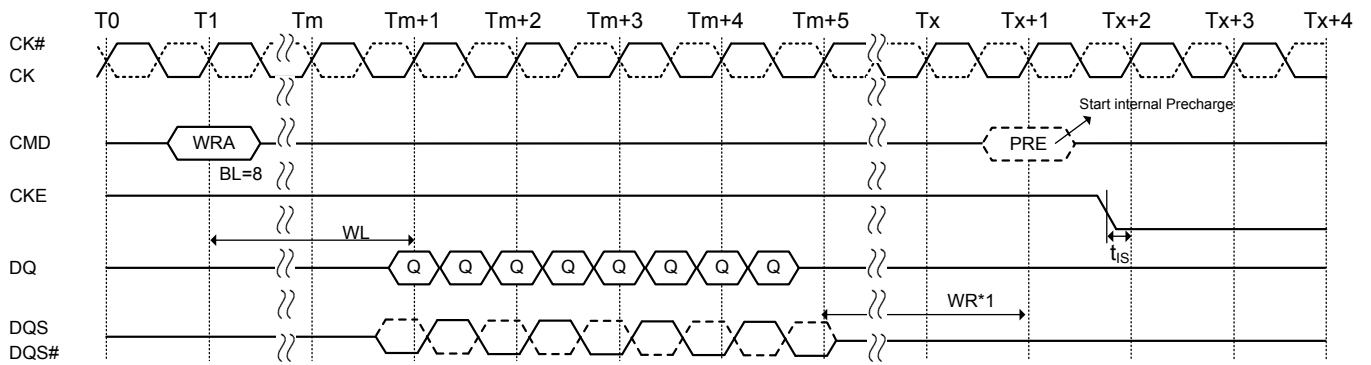 T0 T1 Tm Tm+1 Tm+2 Tm+3 Tm+4 Tm+5 Tx Tx+1 Tx+2 Tx+3 Tx+4
CK#
CK
Start internal Precharge
CMD WRA PRE
BL=8
CKE
WL
tIS
DQ Q Q Q Q Q Q Q Q
WR*1
DQS
DQS#